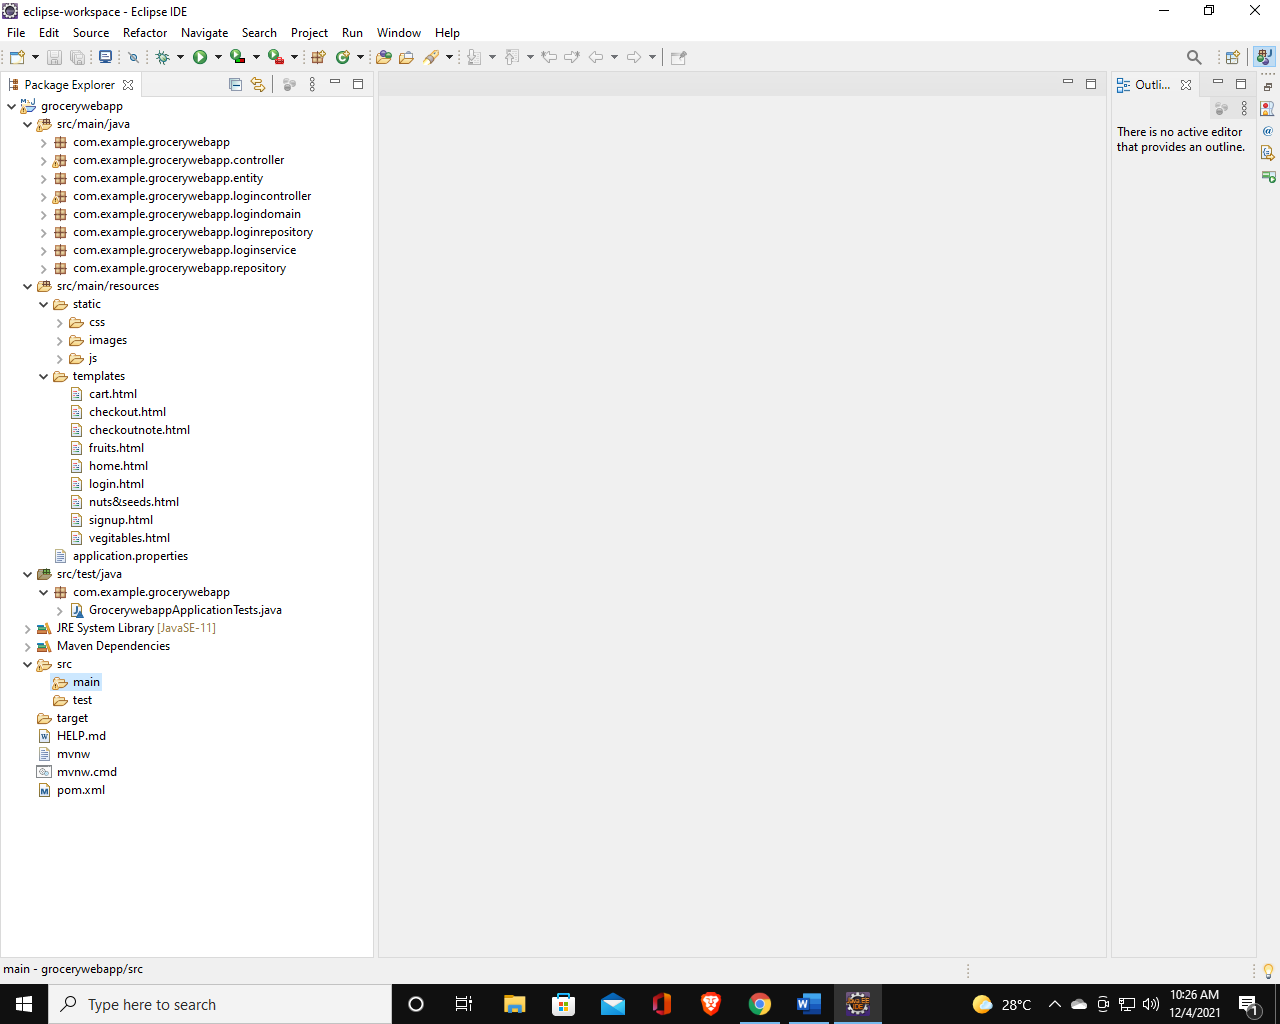 eclipse-workspace - Eclipse IDE
File Edit Source Refactor Navigate Search Project Run Window Help
Package Explorer
Outli...
grocerywebapp
src/main/java
com.example.grocerywebapp
com.example.grocerywebapp.controller
com.example.grocerywebapp.entity
com.example.grocerywebapp.logincontroller
com.example.grocerywebapp.logindomain
com.example.grocerywebapp.loginrepository
com.example.grocerywebapp.loginservice
com.example.grocerywebapp.repository
src/main/resources
static
css
images
js
templates
cart.html
checkout.html
checkoutnote.html
fruits.html
home.html
login.html
nuts&seeds.html
signup.html
vegitables.html
application.properties
src/test/java
com.example.grocerywebapp
GrocerywebappApplicationTests.java
JRE System Library [JavaSE-11]
Maven Dependencies
src
main
test
target
HELP.md
mvnw
mvnw.cmd
pom.xml
There is no active editor
that provides an outline.
main - grocerywebapp/src
Type here to search
28°C
10:26 AM
12/4/2021
1